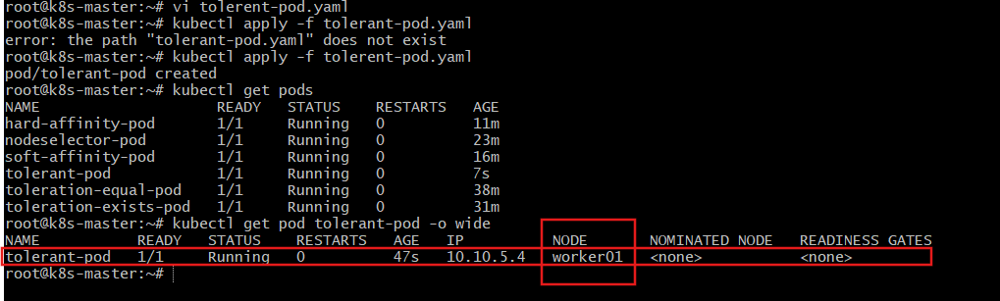 root@k8s-master:~# vi tolerent-pod.yaml
root@k8s-master:~# kubectl apply -f tolerant-pod.yaml
error: the path "tolerant-pod.yaml" does not exist
root@k8s-master:~# kubectl apply -f tolerent-pod.yaml
pod/tolerant-pod created
root@k8s-master:~# kubectl get pods
NAME READY STATUS RESTARTS AGE
hard-affinity-pod 1/1 Running 0 11m
nodeselector-pod 1/1 Running 0 23m
soft-affinity-pod 1/1 Running 0 16m
tolerant-pod 1/1 Running 0 7s
toleration-equal-pod 1/1 Running 0 38m
toleration-exists-pod 1/1 Running 0 31m
root@k8s-master:~# kubectl get pod tolerant-pod -o wide
NAME READY STATUS RESTARTS AGE IP NODE NOMINATED NODE READINESS GATES
tolerant-pod 1/1 Running 0 47s 10.10.5.4 worker01 <none> <none>
root@k8s-master:~#